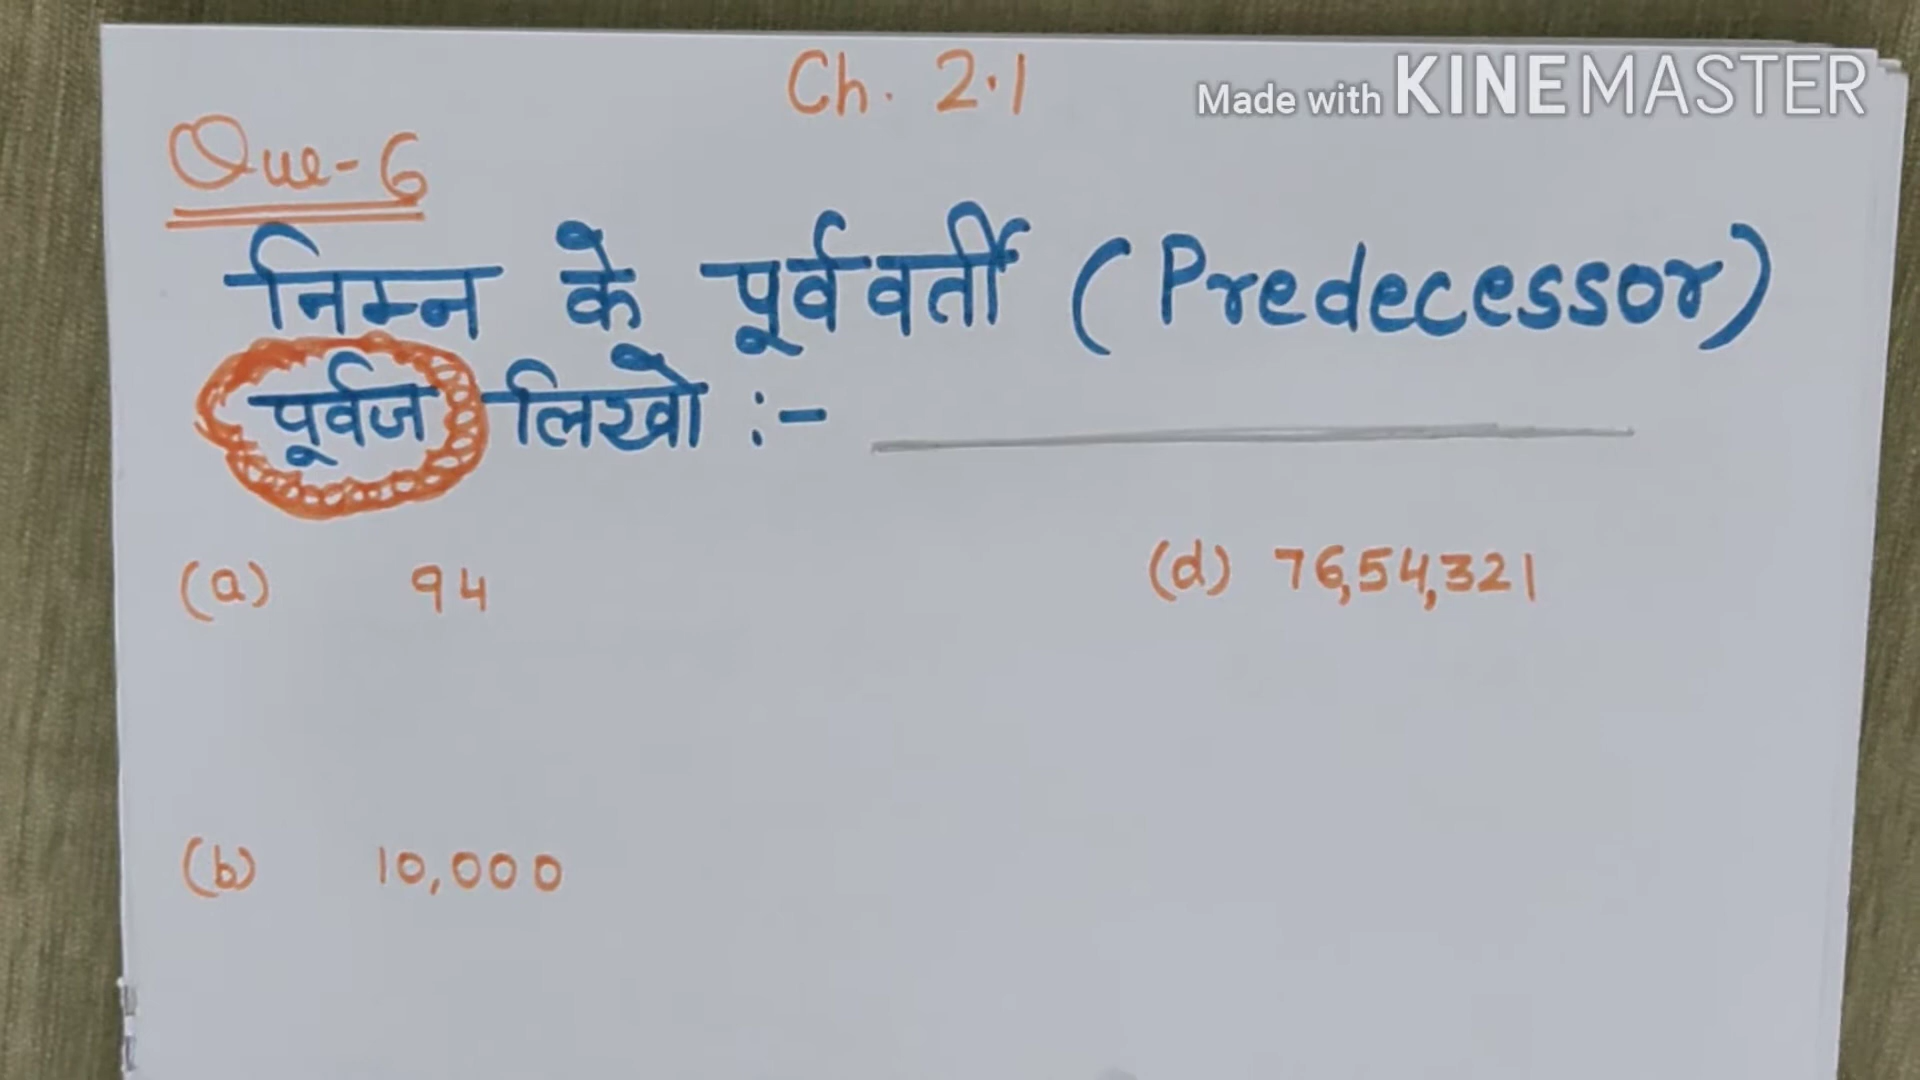 Ch. 2.1
Made with KINEMASTER
Que-6
निम्न के पूर्ववर्ती (Predecessor)
पूर्वज लिखो :-
(a) 94
(d) 76,54,321
(b) 10,000